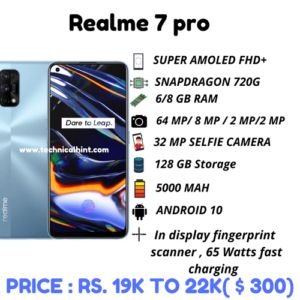 Realme 7 pro
SUPER AMOLED FHD+
SNAPDRAGON 720G
6/8 GB RAM
64 MP/ 8 MP / 2 MP/2 MP
32 MP SELFIE CAMERA
128 GB Storage
5000 MAH
ANDROID 10
In display fingerprint
scanner , 65 Watts fast
charging
Dare to Leap.
www.technicalhint.com
realme
PRICE : RS. 19K TO 22K( $ 300)